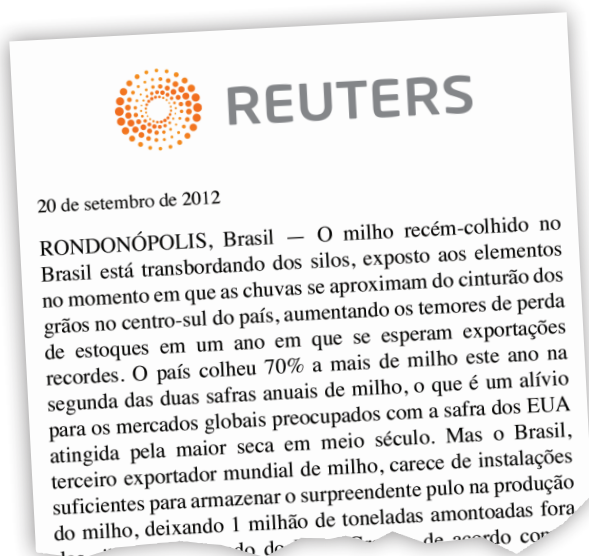 REUTERS
20 de setembro de 2012
RONDONÓPOLIS, Brasil — O milho recém-colhido no
Brasil está transbordando dos silos, exposto aos elementos
no momento em que as chuvas se aproximam do cinturão dos
grãos no centro-sul do país, aumentando os temores de perda
de estoques em um ano em que se esperam exportações
recordes. O país colheu 70% a mais de milho este ano na
segunda das duas safras anuais de milho, o que é um alívio
para os mercados globais preocupados com a safra dos EUA
atingida pela maior seca em meio século. Mas o Brasil,
terceiro exportador mundial de milho, carece de instalações
suficientes para armazenar o surpreendente pulo na produção
do milho, deixando 1 milhão de toneladas amontoadas fora
de acordo